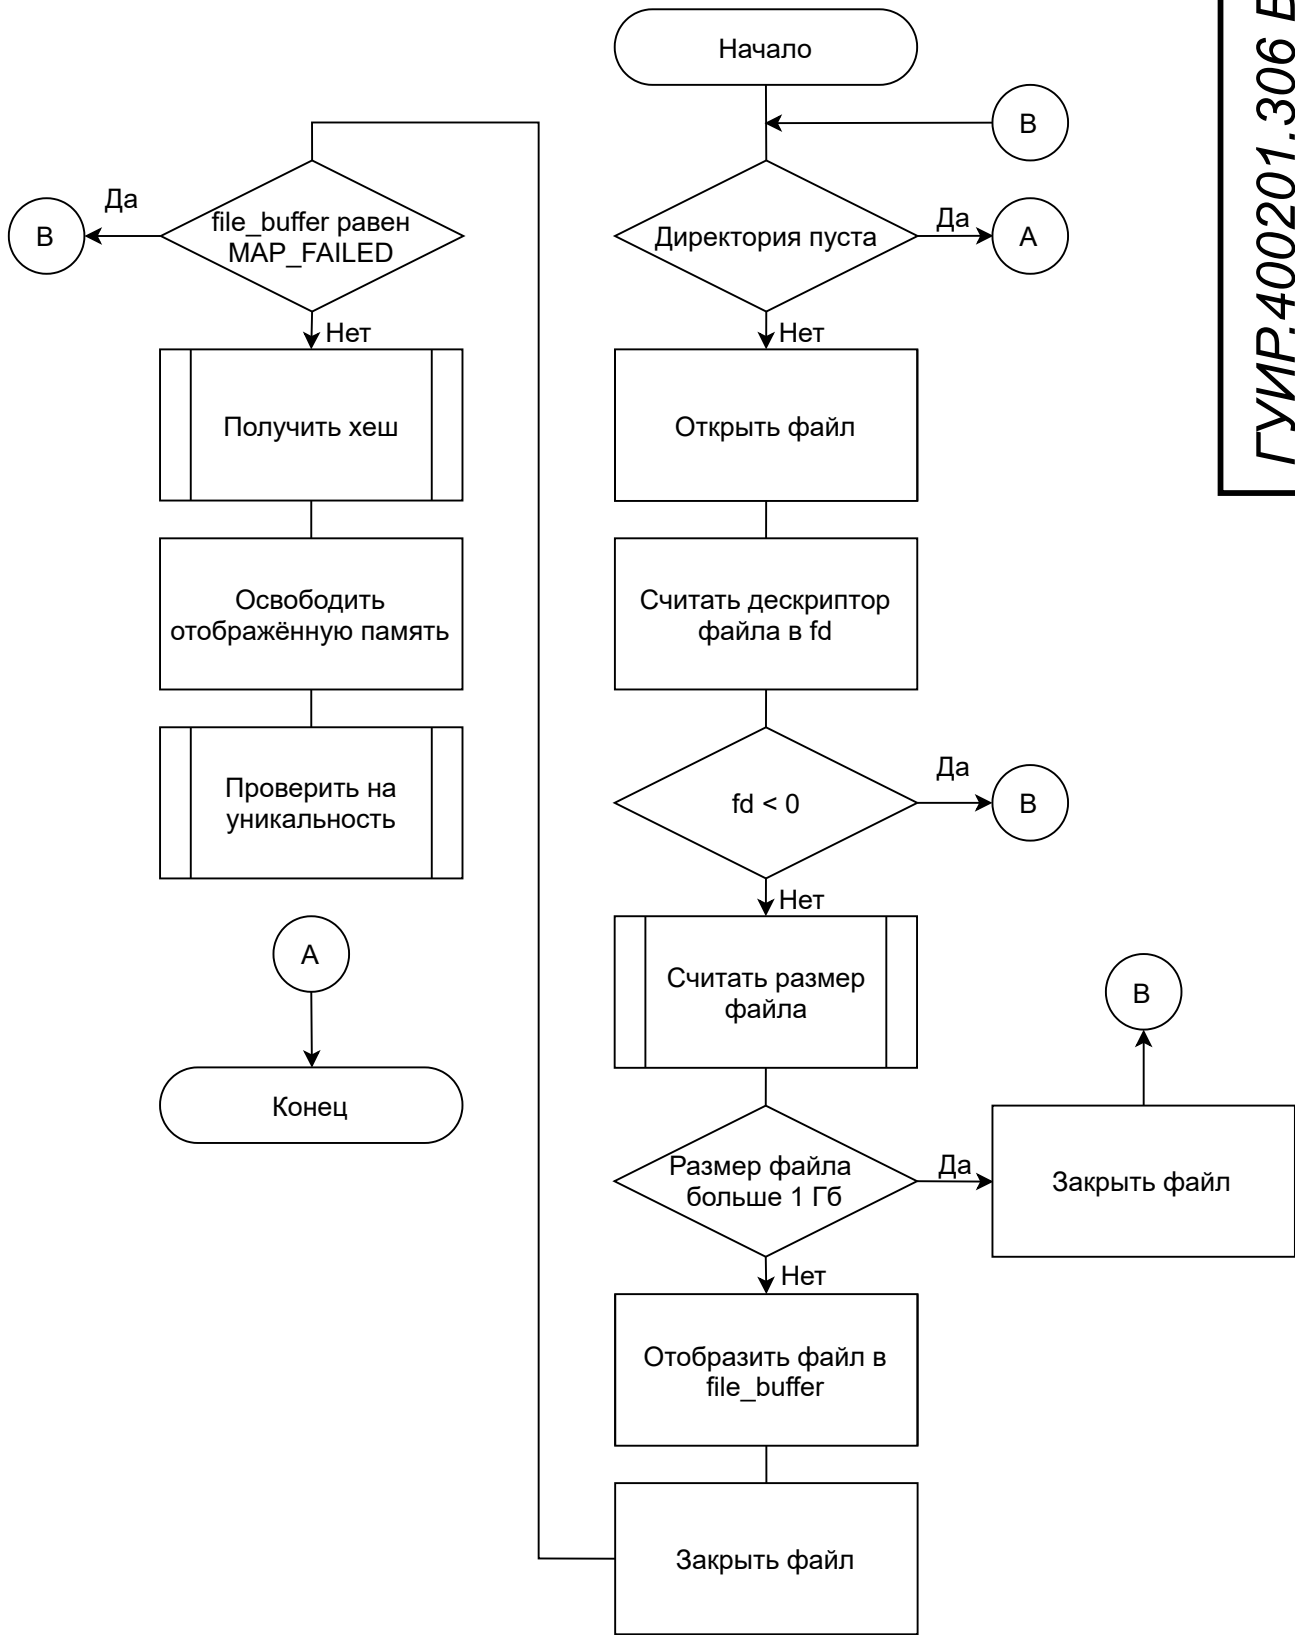 Начало
B
Директория пуста
Да
A
Нет
Открыть файл
Считать дескриптор
файла в fd
fd < 0
Да
B
Нет
Считать размер
файла
Размер файла
больше 1 Гб
Да
Закрыть файл
B
Нет
Отобразить файл в
file_buffer
Закрыть файл
file_buffer равен
MAP_FAILED
Да
B
Нет
Получить хеш
Освободить
отображённую память
Проверить на
уникальность
A
Конец
ГУИР.400201.306